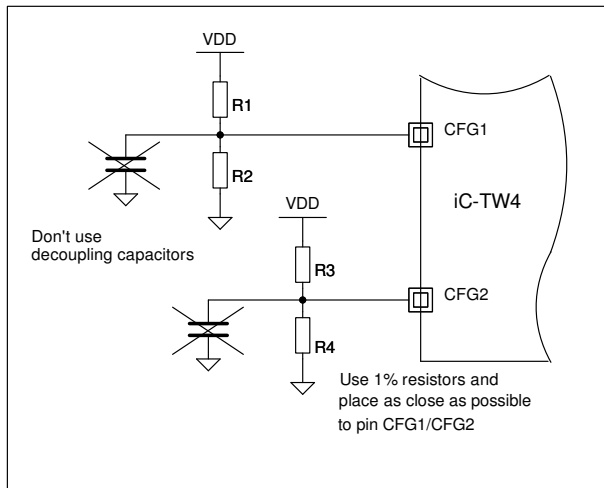 VDD
R1
CFG1
R2
iC-TW4
VDD
Don't use
decoupling capacitors
R3
CFG2
R4
Use 1% resistors and
place as close as possible
to pin CFG1/CFG2